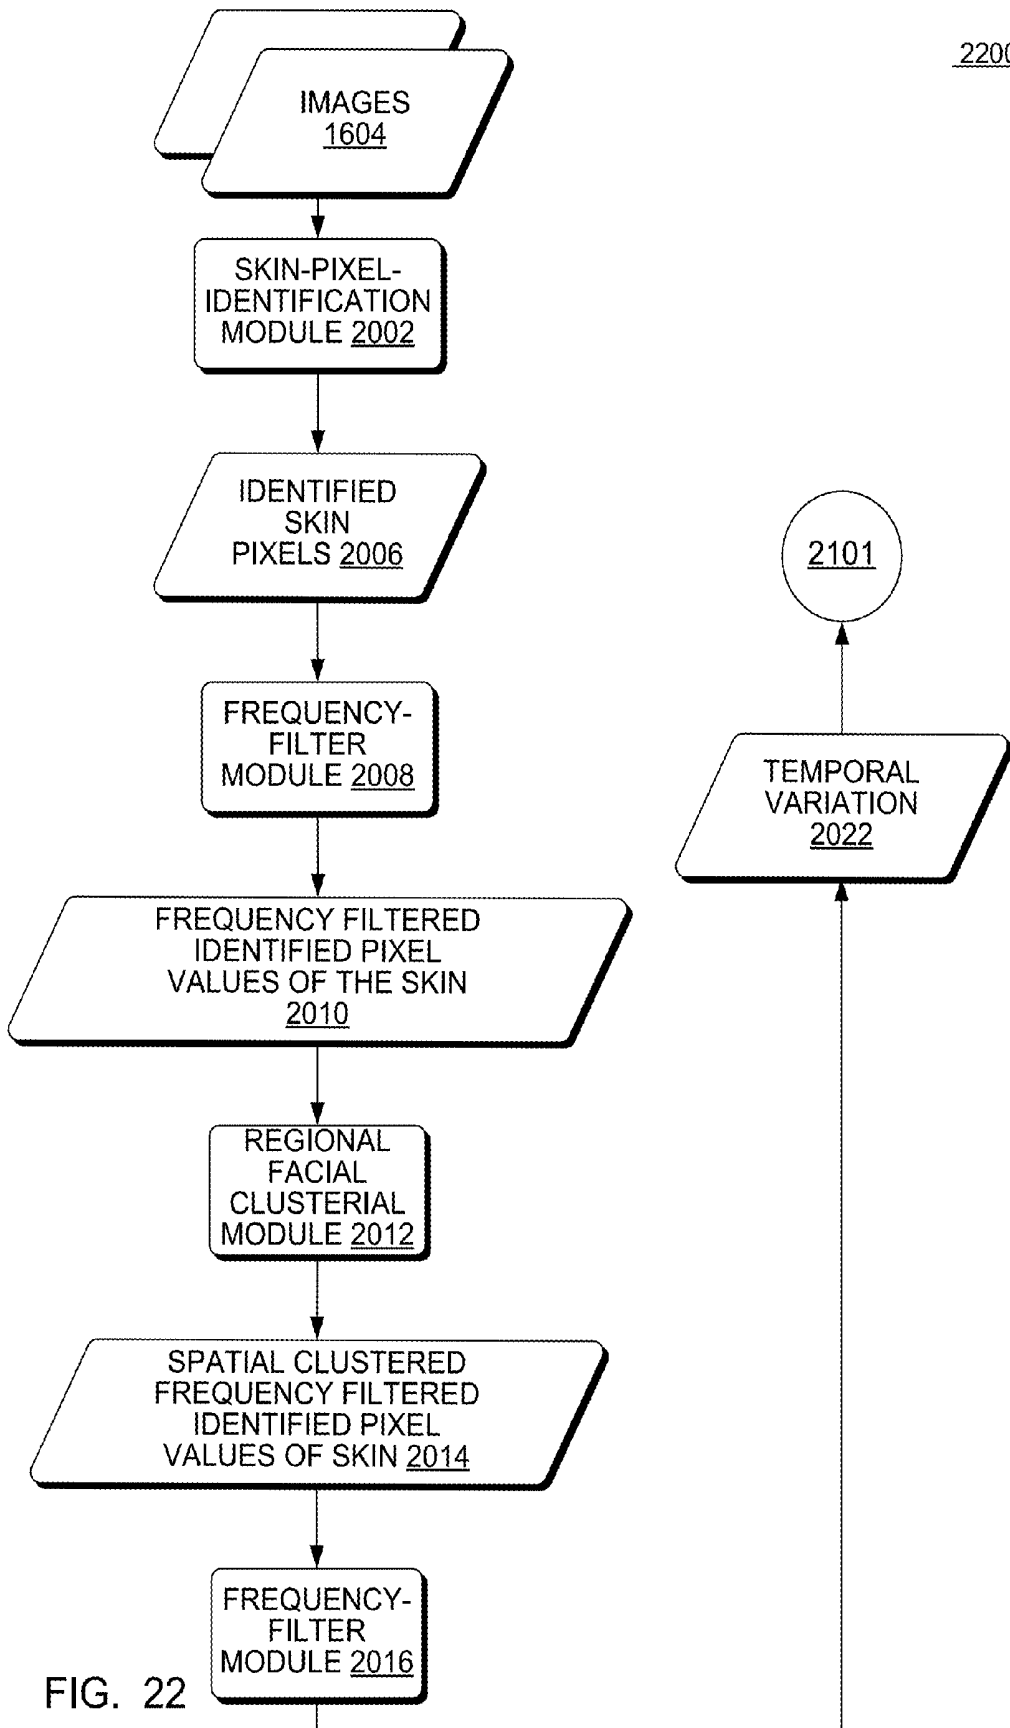 2200
IMAGES
1604
SKIN-PIXEL-
IDENTIFICATION
MODULE 2002
IDENTIFIED
SKIN
PIXELS 2006
FREQUENCY-
FILTER
MODULE 2008
FREQUENCY FILTERED
IDENTIFIED PIXEL
VALUES OF THE SKIN
2010
REGIONAL
FACIAL
CLUSTERIAL
MODULE 2012
SPATIAL CLUSTERED
FREQUENCY FILTERED
IDENTIFIED PIXEL
VALUES OF SKIN 2014
FREQUENCY-
FILTER
MODULE 2016
2101
TEMPORAL
VARIATION
2022
FIG. 22